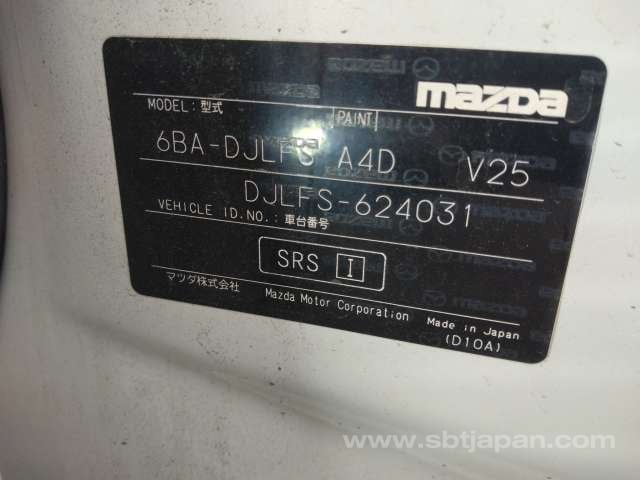 mazda
MODEL: 型式 PAINT
6BA-DJLFS A4D V25
DJLFS-624031
VEHICLE ID.NO.: 車台番号
SRS I
マツダ株式会社 Mazda Motor Corporation Made in Japan
(D10A)
www.sbtjapan.com